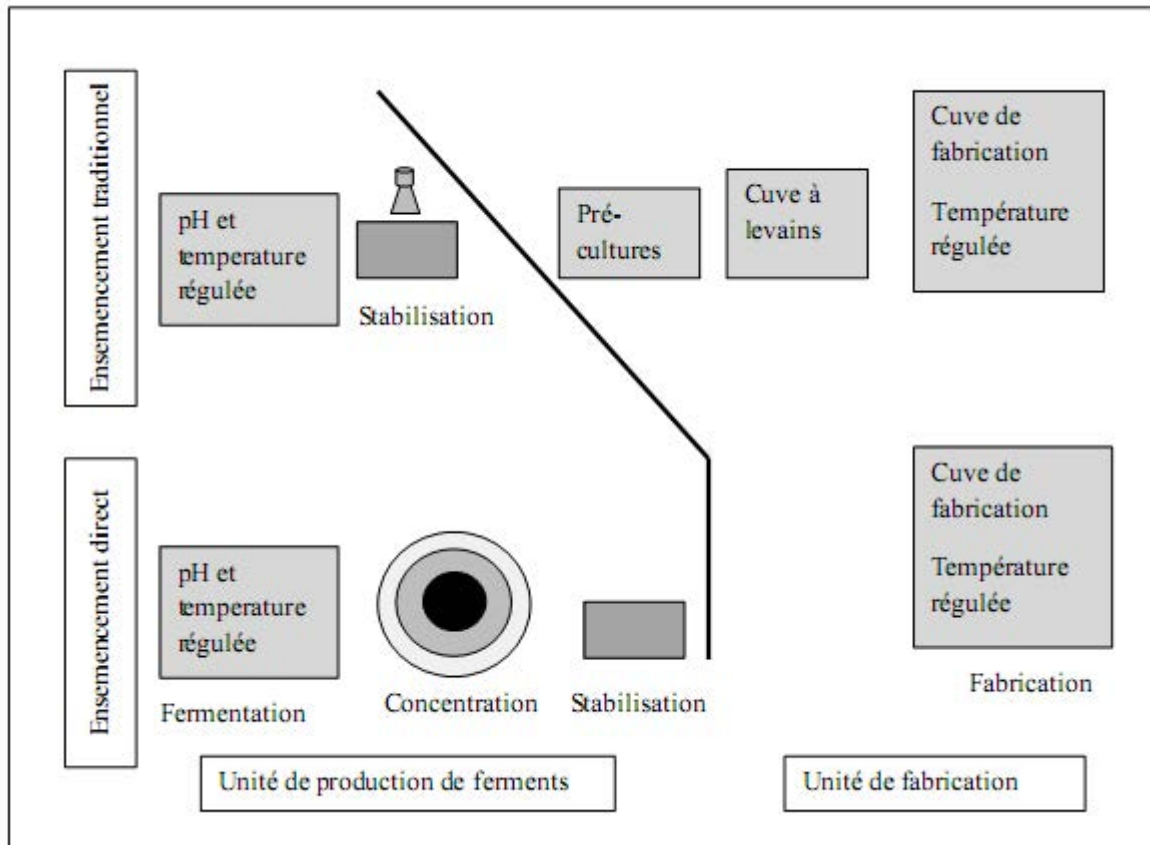 Ensemencement traditionnel
pH et
temperature
régulée
Stabilisation
Pré-
cultures
Cuve à
levains
Cuve de
fabrication
Température
régulée
Ensemencement direct
pH et
temperature
régulée
Fermentation
Concentration
Stabilisation
Cuve de
fabrication
Température
régulée
Fabrication
Unité de production de ferments
Unité de fabrication